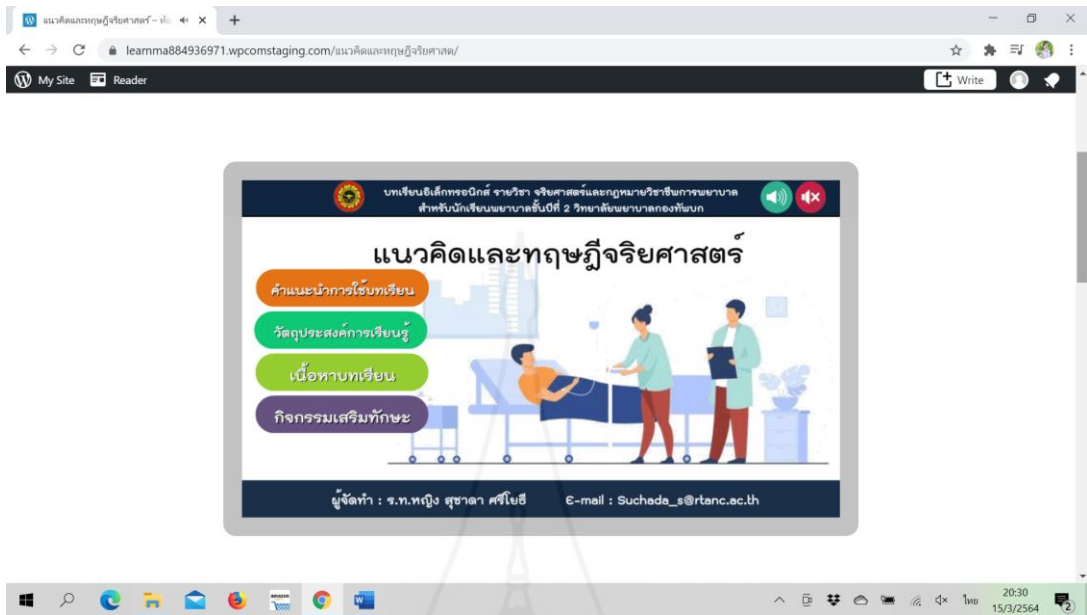 แนวคิดและทฤษฎีจริยศาสตร์ – ห้อ
learnma884936971.wpcomstaging.com/แนวคิดและทฤษฎีจริยศาสต/
My Site Reader Write
บทเรียนอิเล็กทรอนิกส์ รายวิชา จริยศาสตร์และกฎหมายวิชาชีพการพยาบาล
สำหรับนักเรียนพยาบาลชั้นปีที่ 2 วิทยาลัยพยาบาลกองทัพบก
แนวคิดและทฤษฎีจริยศาสตร์
คำแนะนำการใช้บทเรียน
วัตถุประสงค์การเรียนรู้
เนื้อหาบทเรียน
กิจกรรมเสริมทักษะ
ผู้จัดทำ : ร.ท.หญิง สุชาดา ศรีโยธี E-mail : Suchada_s@rtanc.ac.th
amazon
W
ไทย
20:30
15/3/2564
2